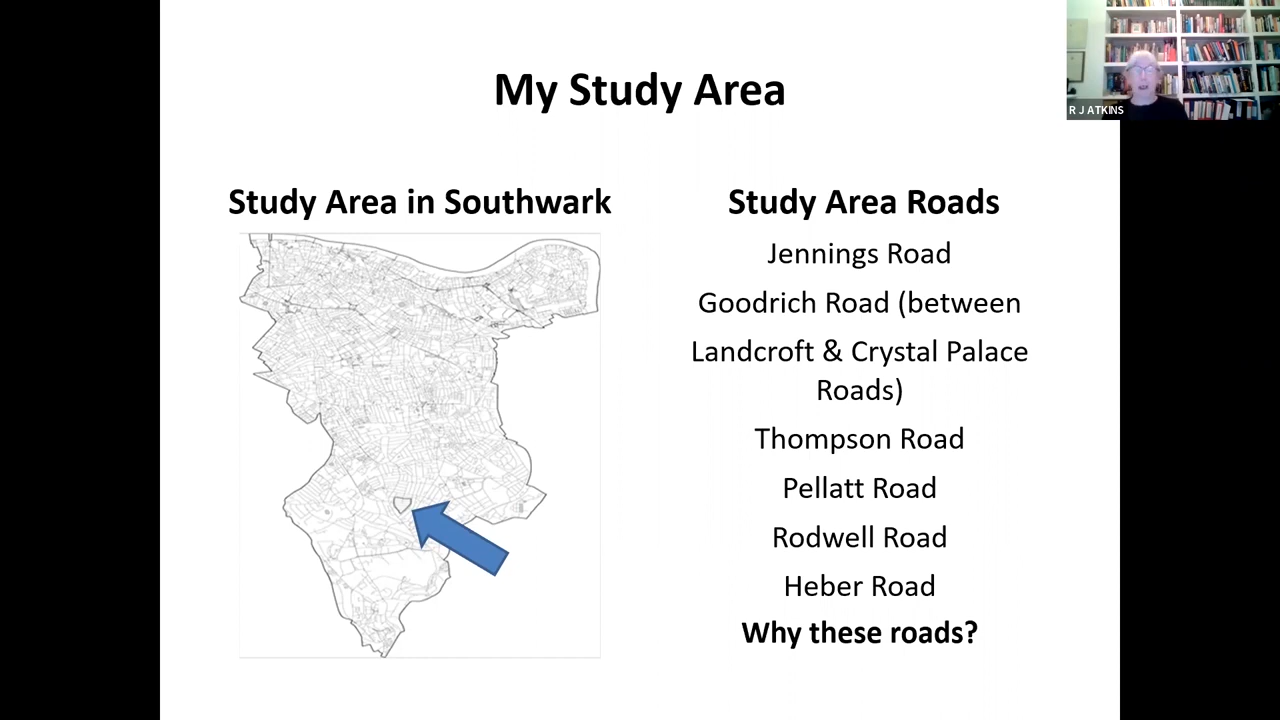 My Study Area
R J ATKINS
Study Area in Southwark
Study Area Roads
Jennings Road
Goodrich Road (between
Landcroft & Crystal Palace
Roads)
Thompson Road
Pellatt Road
Rodwell Road
Heber Road
Why these roads?